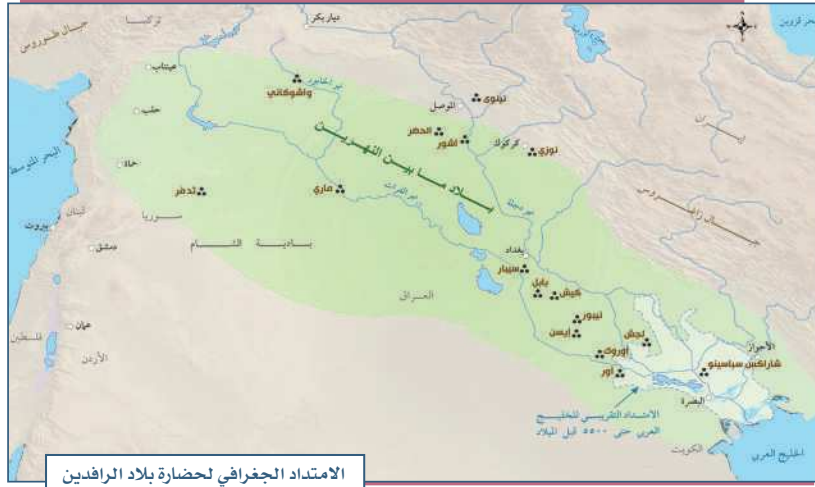 ديار بكر
تركيا
جبال طوروس
بحر قزوين
عينتاب
نهر الخابور
واشوكاني
حلب
الموصل
نينوى
الحضر
اشور
كركوك
نوزي
إيران
البحر المتوسط
حماة
بلاد ما بين النهرين
جبال زاغروس
تدمر
ماري
نهر الفرات
نهر دجلة
لبنان
سوريا
بيروت
بادية الشام
دمشق
بغداد
سيبار
بابل
كيش
العراق
نيبور
إيسن
لجش
الأحواز
عمان
فلسطين
الأردن
أوروك
أور
شاراكس سباسينو
البصرة
الامتداد التقريبي للخليج
العربي حتى ٥٥٠٠ قبل الميلاد
الكويت
الخليج العربي
الامتداد الجغرافي لحضارة بلاد الرافدين